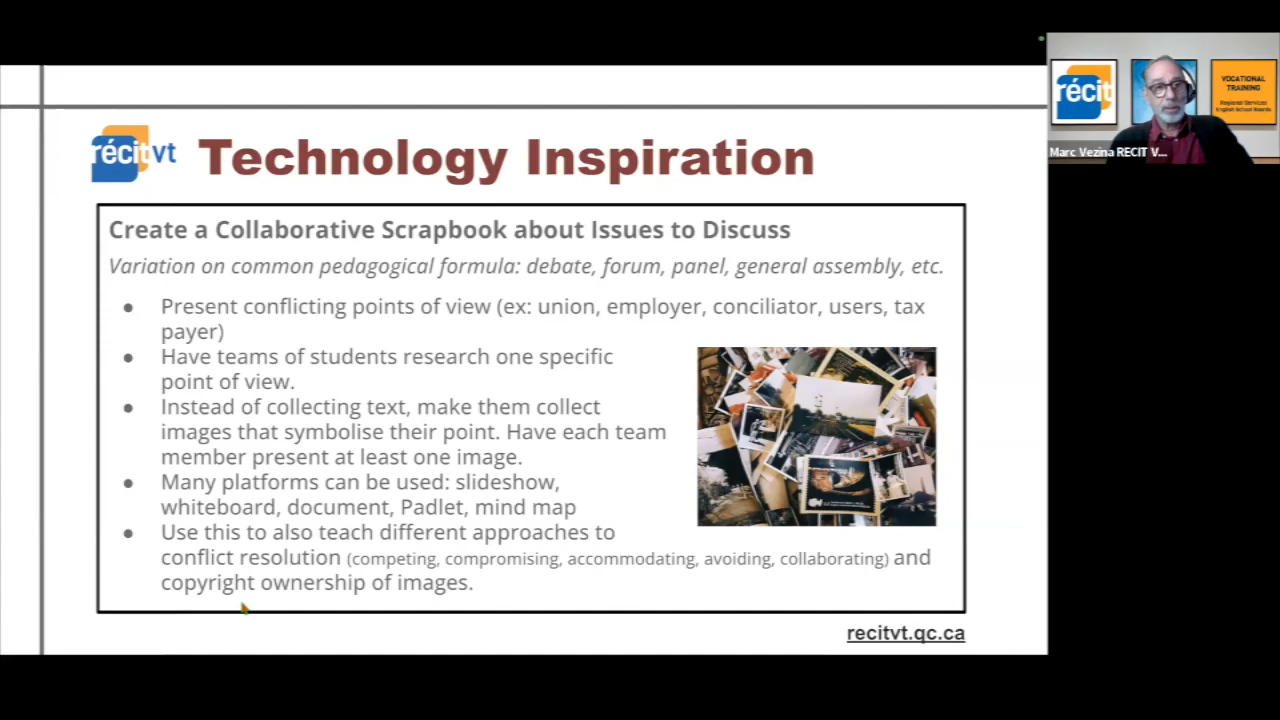 récitvt
Technology Inspiration
Create a Collaborative Scrapbook about Issues to Discuss
Variation on common pedagogical formula: debate, forum, panel, general assembly, etc.
● Present conflicting points of view (ex: union, employer, conciliator, users, tax
payer)
● Have teams of students research one specific
point of view.
● Instead of collecting text, make them collect
images that symbolise their point. Have each team
member present at least one image.
● Many platforms can be used: slideshow,
whiteboard, document, Padlet, mind map
● Use this to also teach different approaches to
conflict resolution (competing, compromising, accommodating, avoiding, collaborating) and
copyright ownership of images.
recitvt.qc.ca
récit
VOCATIONAL
TRAINING
Regional Services
English School Boards
Marc Vezina RECIT V...